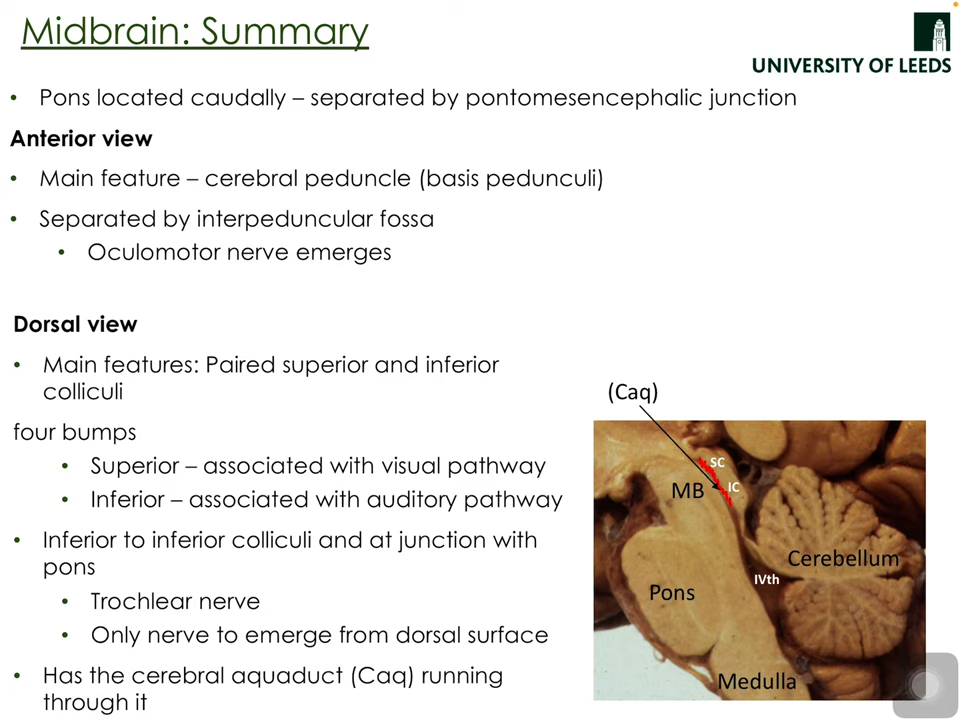 Midbrain: Summary
UNIVERSITY OF LEEDS
• Pons located caudally – separated by pontomesencephalic junction
Anterior view
• Main feature – cerebral peduncle (basis pedunculi)
• Separated by interpeduncular fossa
• Oculomotor nerve emerges
Dorsal view
• Main features: Paired superior and inferior
colliculi
four bumps
• Superior – associated with visual pathway
• Inferior – associated with auditory pathway
• Inferior to inferior colliculi and at junction with
pons
• Trochlear nerve
• Only nerve to emerge from dorsal surface
• Has the cerebral aquaduct (Caq) running
through it
(Caq)
SC
MB
IC
Cerebellum
IVth
Pons
Medulla